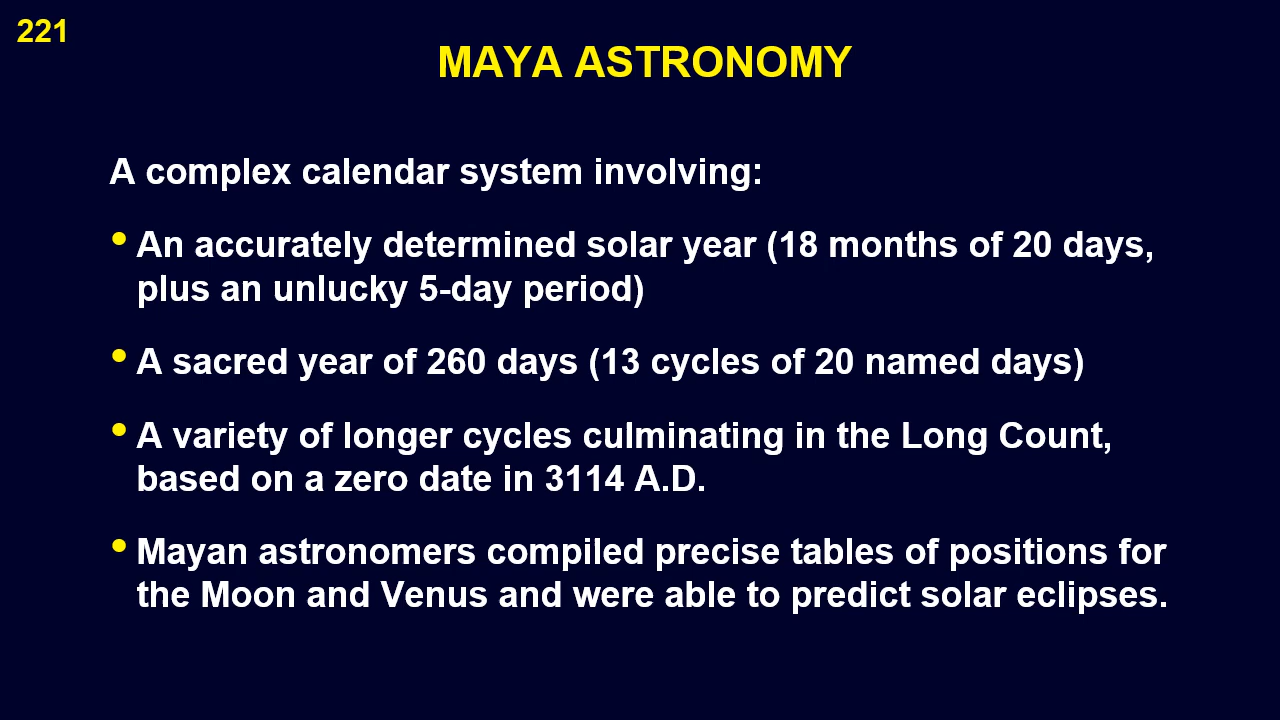 221
MAYA ASTRONOMY
A complex calendar system involving:
• An accurately determined solar year (18 months of 20 days,
plus an unlucky 5-day period)
• A sacred year of 260 days (13 cycles of 20 named days)
• A variety of longer cycles culminating in the Long Count,
based on a zero date in 3114 A.D.
• Mayan astronomers compiled precise tables of positions for
the Moon and Venus and were able to predict solar eclipses.